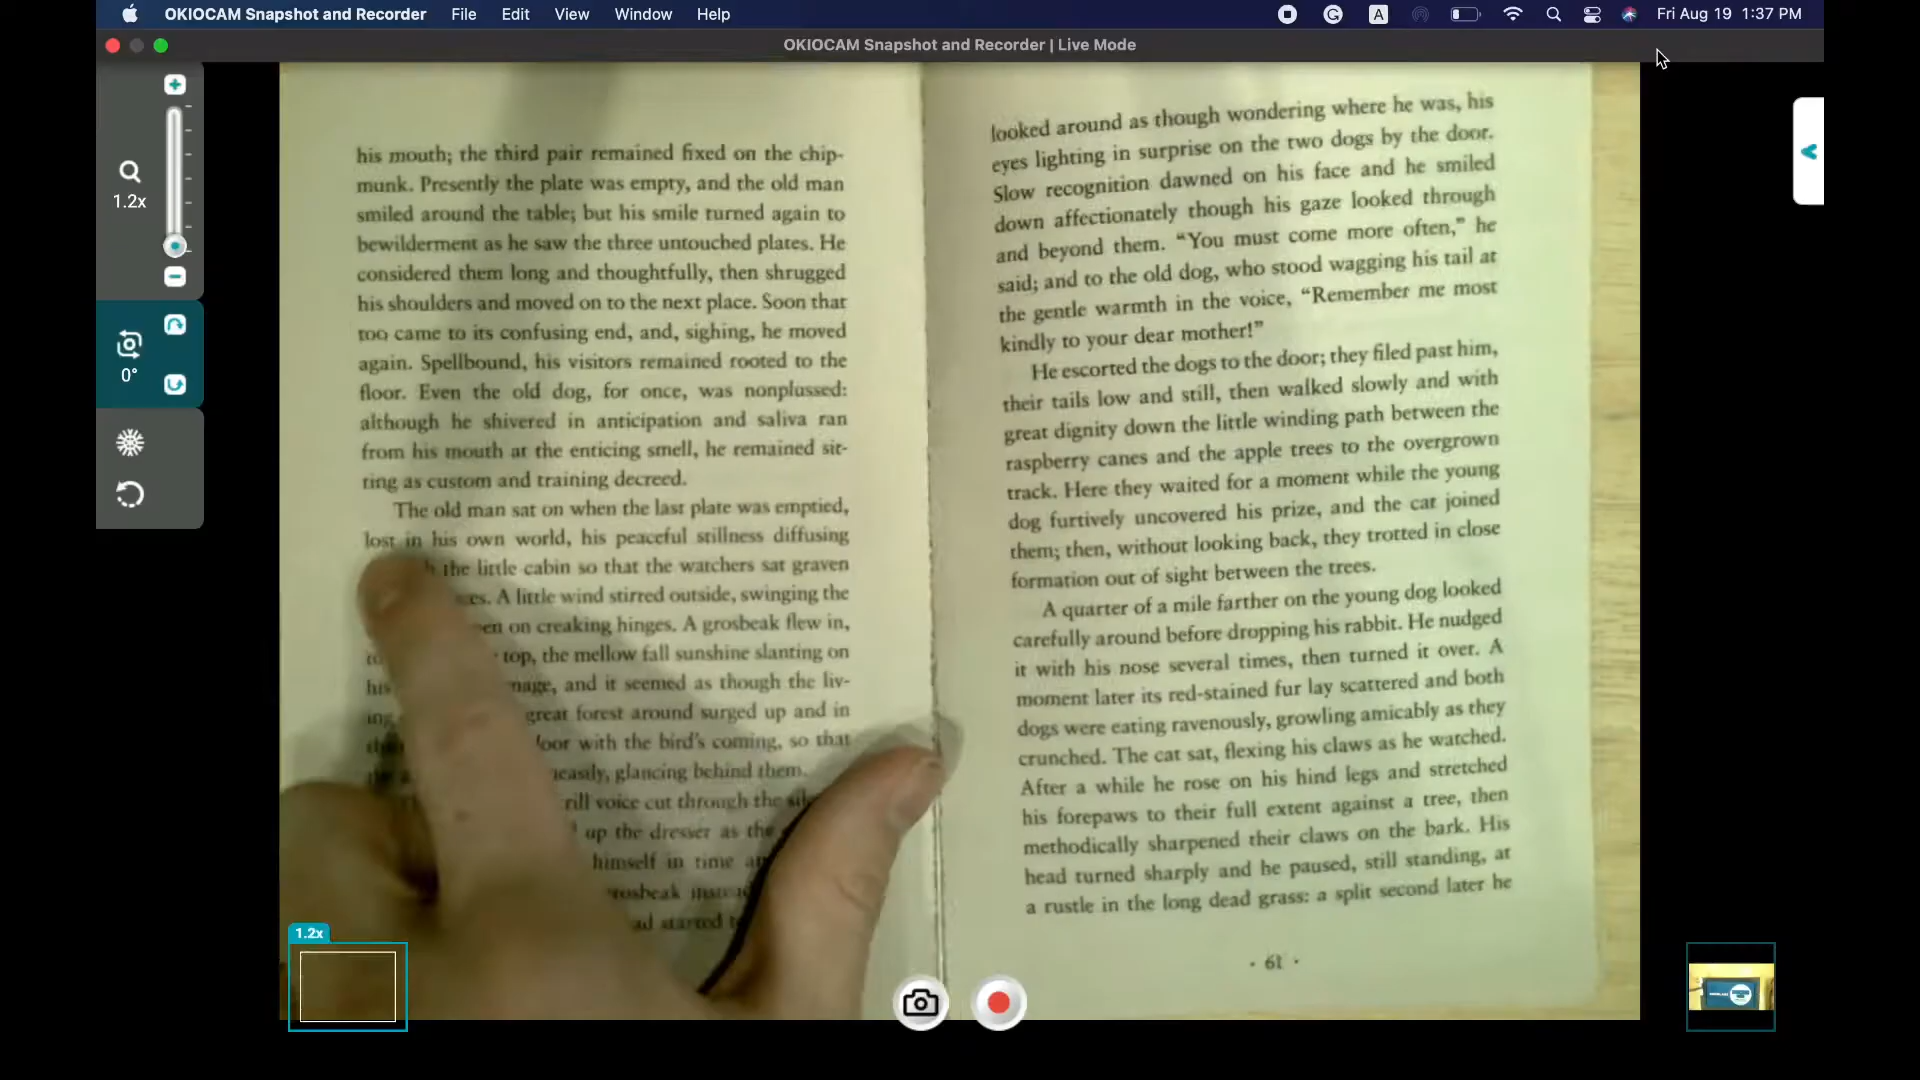 OKIOCAM Snapshot and Recorder File Edit View Window Help
A
Fri Aug 19 1:37 PM
OKIOCAM Snapshot and Recorder | Live Mode
1.2x
0°
his mouth; the third pair remained fixed on the chip-
munk. Presently the plate was empty, and the old man
smiled around the table; but his smile turned again to
bewilderment as he saw the three untouched plates. He
considered them long and thoughtfully, then shrugged
his shoulders and moved on to the next place. Soon that
too came to its confusing end, and, sighing, he moved
again. Spellbound, his visitors remained rooted to the
floor. Even the old dog, for once, was nonplussed:
although he shivered in anticipation and saliva ran
from his mouth at the enticing smell, he remained sit-
ting as custom and training decreed.
The old man sat on when the last plate was emptied,
lost in his own world, his peaceful stillness diffusing
the little cabin so that the watchers sat graven
A little wind stirred outside, swinging the
on creaking hinges. A grosbeak flew in,
top, the mellow fall sunshine slanting on
his and it seemed as though the liv-
ing great forest around surged up and in
with the bird's coming, so that
glancing behind them.
voice cut through the
up the dresser as the
himself in time
started
looked around as though wondering where he was, his
eyes lighting in surprise on the two dogs by the door.
Slow recognition dawned on his face and he smiled
down affectionately though his gaze looked through
and beyond them. “You must come more often,” he
said; and to the old dog, who stood wagging his tail at
the gentle warmth in the voice, “Remember me most
kindly to your dear mother!”
He escorted the dogs to the door; they filed past him,
their tails low and still, then walked slowly and with
great dignity down the little winding path between the
raspberry canes and the apple trees to the overgrown
track. Here they waited for a moment while the young
dog furtively uncovered his prize, and the cat joined
them; then, without looking back, they trotted in close
formation out of sight between the trees.
A quarter of a mile farther on the young dog looked
carefully around before dropping his rabbit. He nudged
it with his nose several times, then turned it over. A
moment later its red-stained fur lay scattered and both
dogs were eating ravenously, growling amicably as they
crunched. The cat sat, flexing his claws as he watched.
After a while he rose on his hind legs and stretched
his forepaws to their full extent against a tree, then
methodically sharpened their claws on the bark. His
head turned sharply and he paused, still standing, at
a rustle in the long dead grass: a split second later he
· 61 ·
1.2x